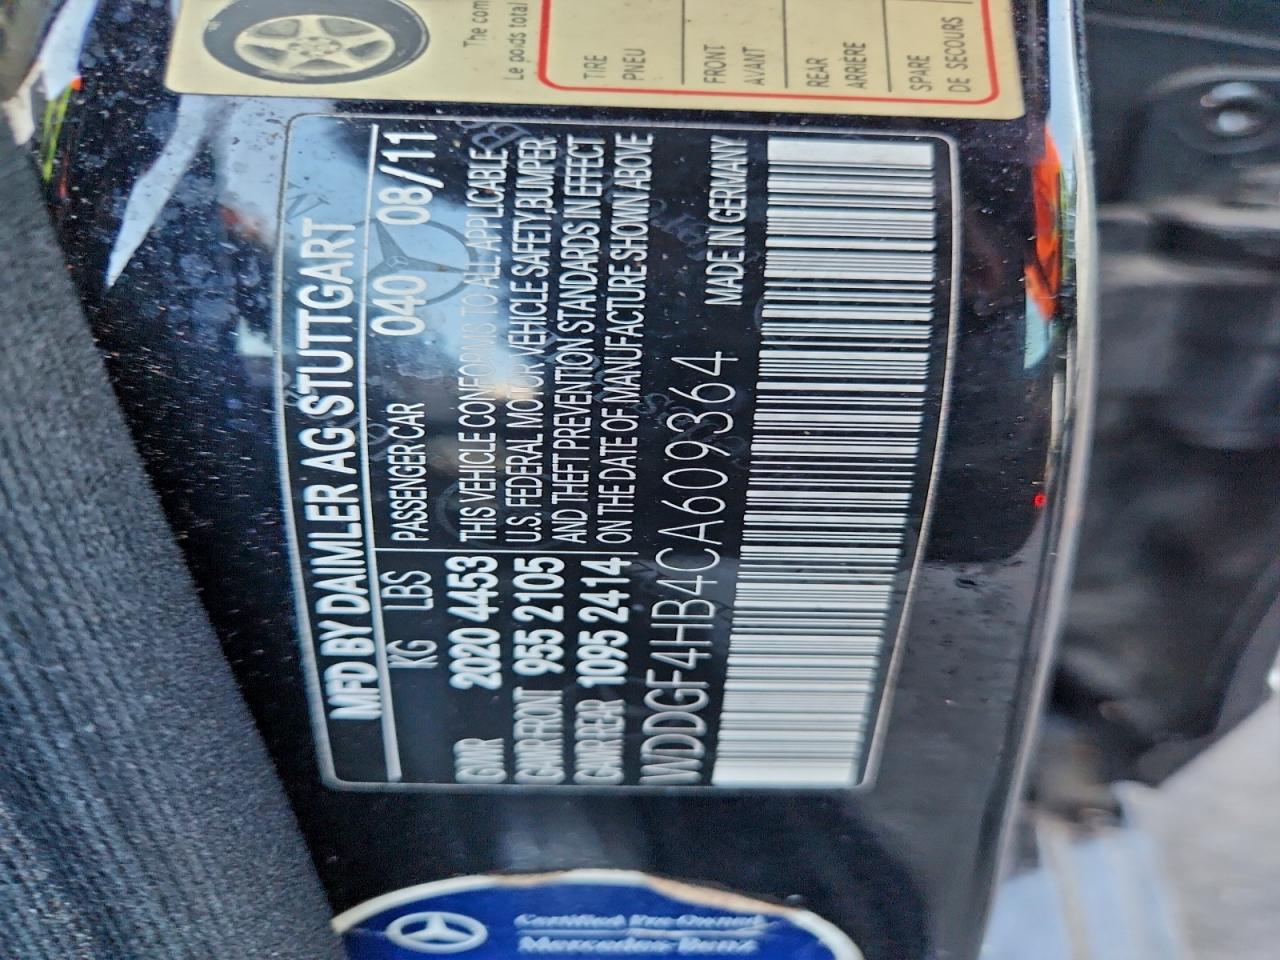 The com
Le poids total
TIRE
PNEU
FRONT
AVANT
REAR
ARRIÈRE
SPARE
DE SECOURS
MFD BY DAIMLER AG STUTTGART
KG LBS PASSENGER CAR 040 08/11
GVWR 2020 4453
GAWR FRONT 955 2105
GAWR REAR 1095 2414
THIS VEHICLE CONFORMS TO ALL APPLICABLE
U.S. FEDERAL MOTOR VEHICLE SAFETY,BUMPER
AND THEFT PREVENTION STANDARDS IN EFFECT
ON THE DATE OF MANUFACTURE SHOWN ABOVE
WDDGF4HB4CA609364 MADE IN GERMANY
Certified Pre-Owned
Mercedes-Benz